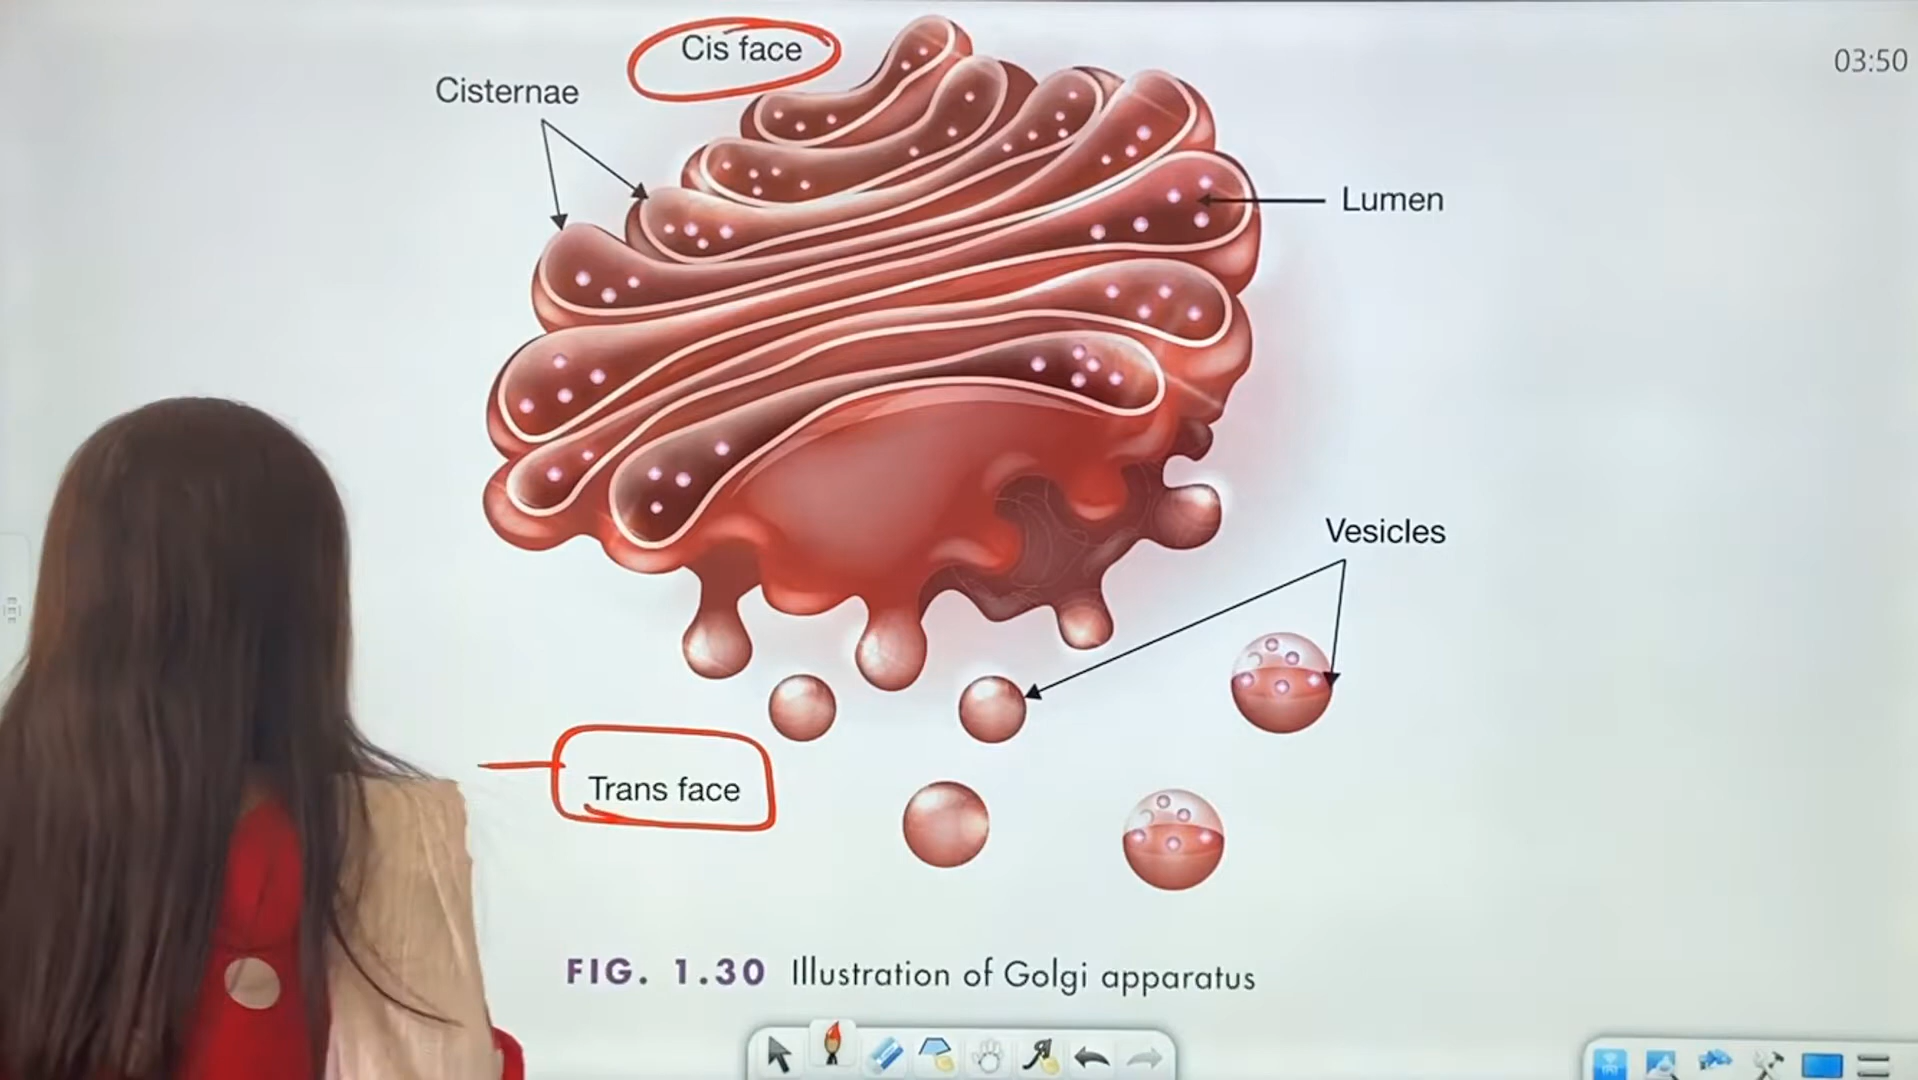 Cis face
03:50
Cisternae
Lumen
Vesicles
Trans face
FIG. 1.30 Illustration of Golgi apparatus